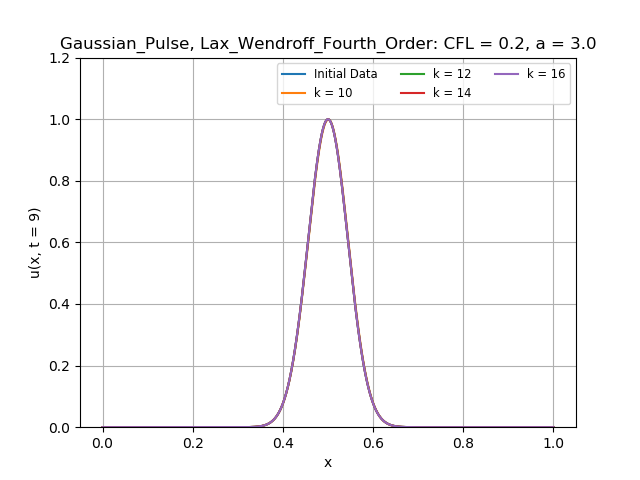 Gaussian_Pulse, Lax_Wendroff_Fourth_Order: CFL = 0.2, a = 3.0
Initial Data
k = 10
k = 12
k = 14
k = 16
u(x, t = 9)
1.2
1.0
0.8
0.6
0.4
0.2
0.0
0.0
0.2
0.4
0.6
0.8
1.0
x